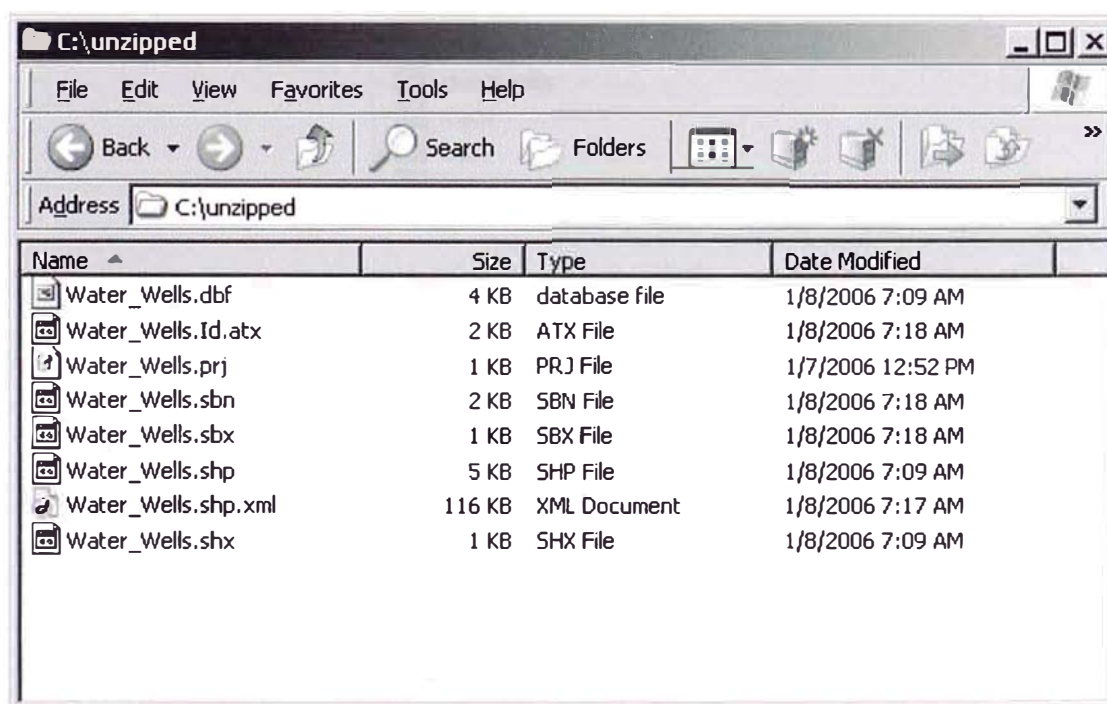 C:\unzipped
File Edit View Favorites Tools Help
Back Search Folders »
Address C:\unzipped
Name Size Type Date Modified
Water_Wells.dbf 4 KB database file 1/8/2006 7:09 AM
Water_Wells.Id.atx 2 KB ATX File 1/8/2006 7:18 AM
Water_Wells.prj 1 KB PRJ File 1/7/2006 12:52 PM
Water_Wells.sbn 2 KB SBN File 1/8/2006 7:18 AM
Water_Wells.sbx 1 KB SBX File 1/8/2006 7:18 AM
Water_Wells.shp 5 KB SHP File 1/8/2006 7:09 AM
Water_Wells.shp.xml 116 KB XML Document 1/8/2006 7:17 AM
Water_Wells.shx 1 KB SHX File 1/8/2006 7:09 AM